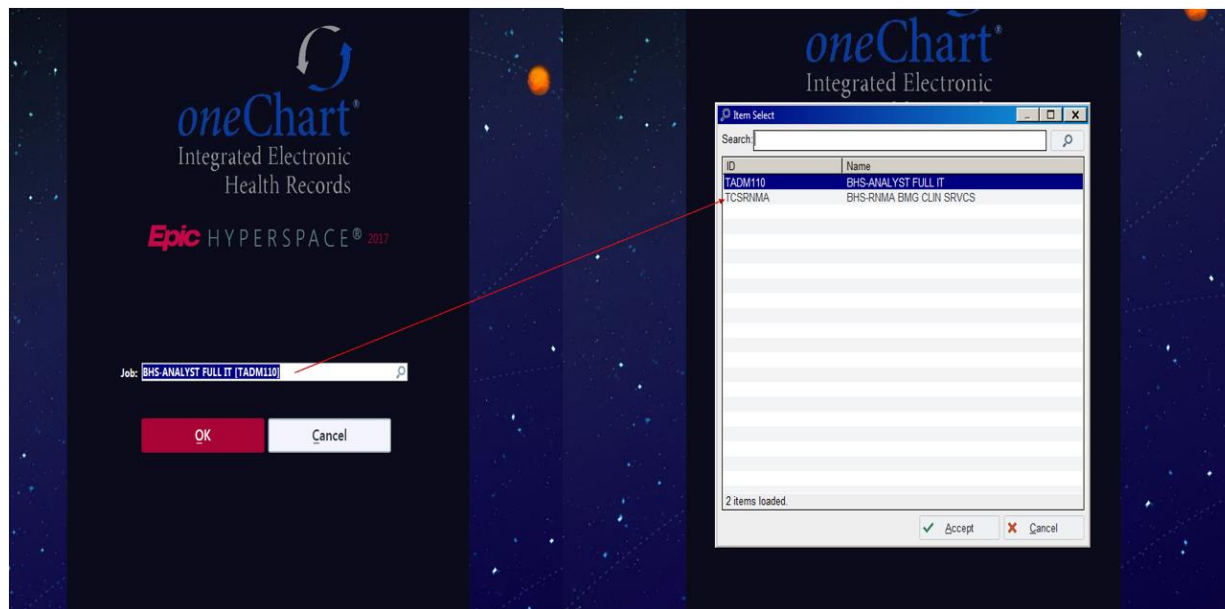 oneChart®
Integrated Electronic
Health Records
Epic HYPERSPACE® 2017
Job: BHS-ANALYST FULL IT [TADM110]
OK Cancel
oneChart®
Integrated Electronic
Item Select
Search:
ID Name
TADM110 BHS-ANALYST FULL IT
TCSRNMA BHS-RNMA BMG CLIN SRVCS
2 items loaded.
Accept Cancel